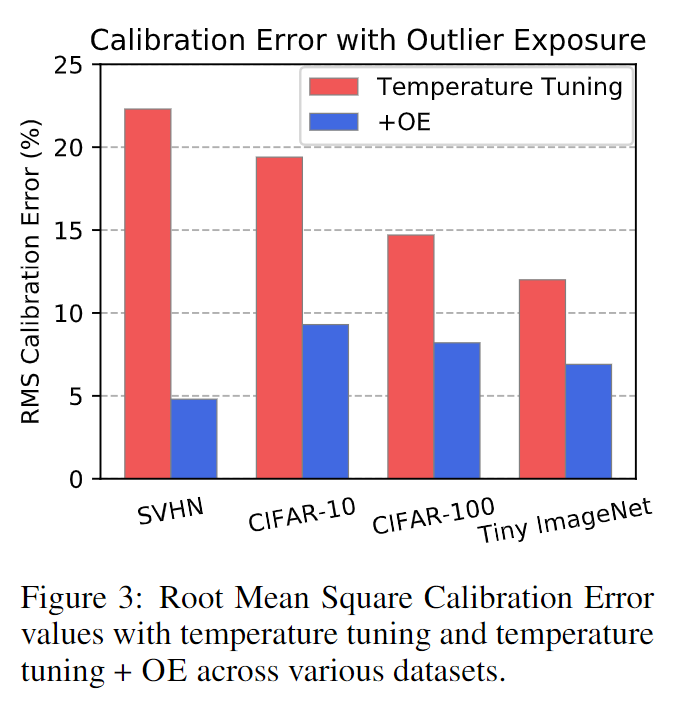 Calibration Error with Outlier Exposure
25
20
15
10
5
0
RMS Calibration Error (%)
Temperature Tuning
+OE
SVHN
CIFAR-10
CIFAR-100
Tiny ImageNet
Figure 3: Root Mean Square Calibration Error
values with temperature tuning and temperature
tuning + OE across various datasets.